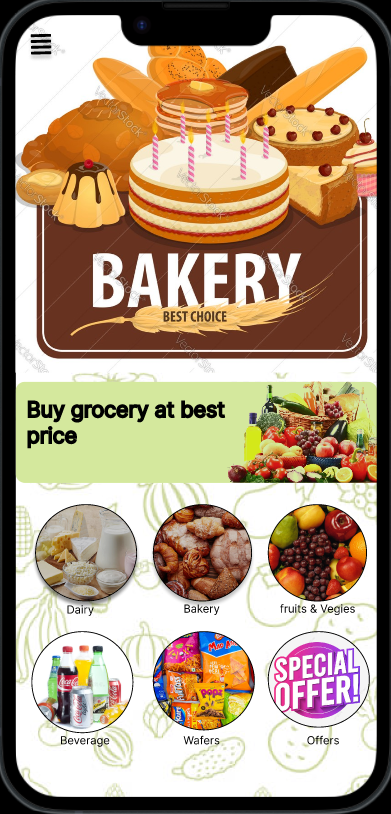 BAKERY
BEST CHOICE
Buy grocery at best
price
Dairy
Bakery
fruits & Vegies
SPECIAL
OFFER!
Beverage
Wafers
Offers